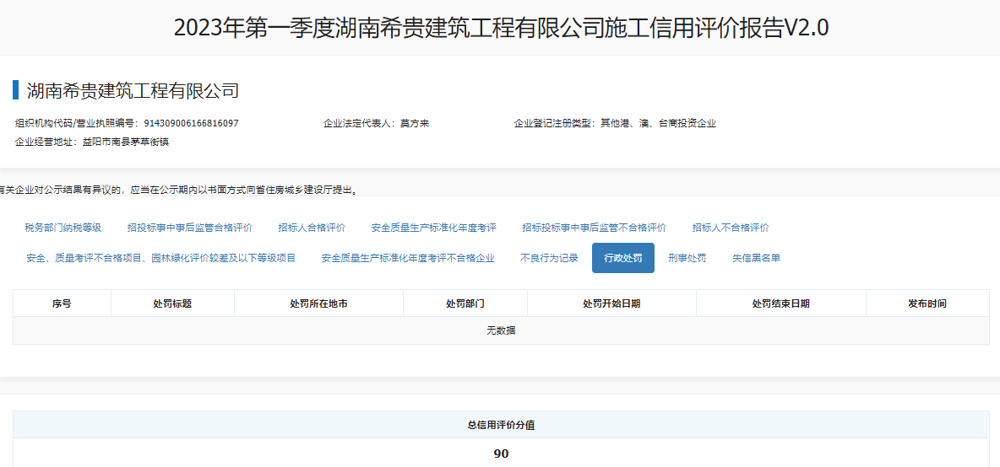 2023年第一季度湖南希贵建筑工程有限公司施工信用评价报告V2.0
湖南希贵建筑工程有限公司
组织机构代码/营业执照编号：914309006166816097 企业法定代表人：莫方来 企业登记注册类型：其他港、澳、台商投资企业
企业经营地址：益阳市南县茅草街镇
有关企业对公示结果有异议的，应当在公示期内以书面方式向省住房城乡建设厅提出。
税务部门纳税等级 招投标事中事后监管合格评价 招标人合格评价 安全质量生产标准化年度考评 招标投标事中事后监管不合格评价 招标人不合格评价
安全、质量考评不合格项目、园林绿化评价较差及以下等级项目 安全质量生产标准化年度考评不合格企业 不良行为记录 行政处罚 刑事处罚 失信黑名单
序号 处罚标题 处罚所在地市 处罚部门 处罚开始日期 处罚结束日期 发布时间
无数据
总信用评价分值
90